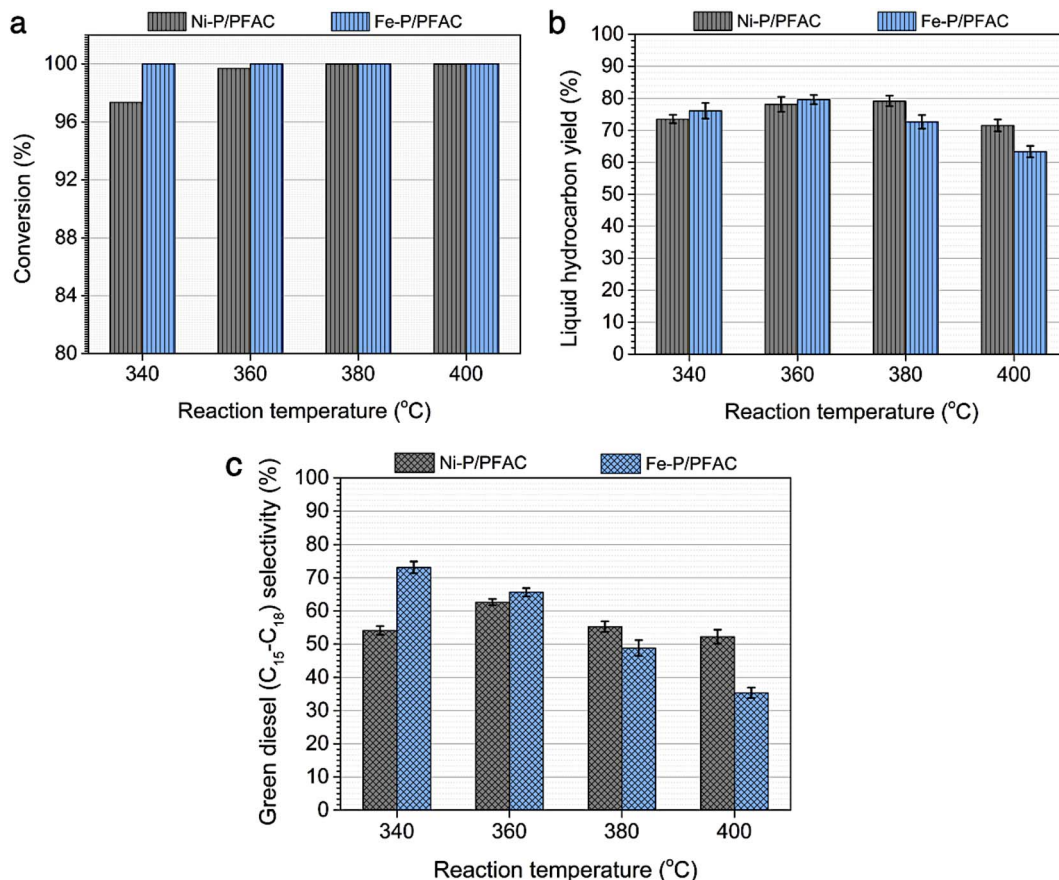 a
Ni-P/PFAC
Fe-P/PFAC
Conversion (%)
100
96
92
88
84
80
340
360
380
400
Reaction temperature (°C)
b
Ni-P/PFAC
Fe-P/PFAC
Liquid hydrocarbon yield (%)
100
90
80
70
60
50
40
30
20
10
0
340
360
380
400
Reaction temperature (°C)
c
Ni-P/PFAC
Fe-P/PFAC
Green diesel (C₁₅-C₁₈) selectivity (%)
100
90
80
70
60
50
40
30
20
10
0
340
360
380
400
Reaction temperature (°C)